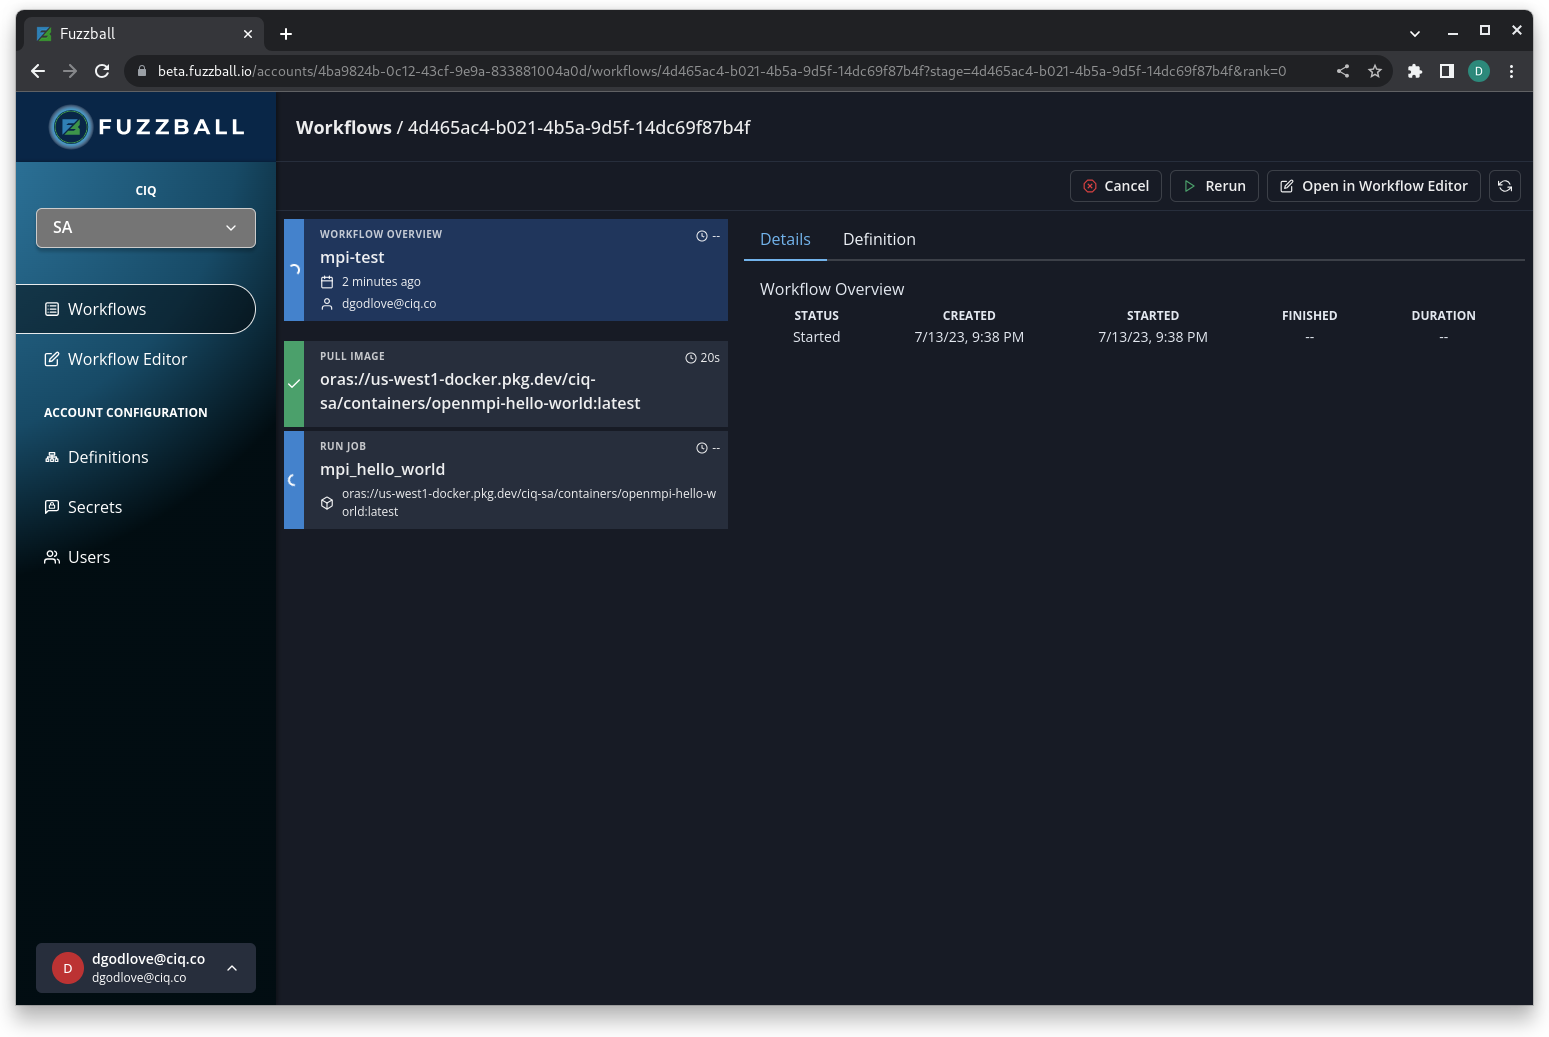 Fuzzball
beta.fuzzball.io/accounts/4ba9824b-0c12-43cf-9e9a-833881004a0d/workflows/4d465ac4-b021-4b5a-9d5f-14dc69f87b4f?stage=4d465ac4-b021-4b5a-9d5f-14dc69f87b4f&rank=0
D
FUZZBALL
Workflows / 4d465ac4-b021-4b5a-9d5f-14dc69f87b4f
CIQ
SA
Workflows
Workflow Editor
ACCOUNT CONFIGURATION
Definitions
Secrets
Users
D
dgodlove@ciq.co
dgodlove@ciq.co
Cancel
Rerun
Open in Workflow Editor
WORKFLOW OVERVIEW
--
mpi-test
2 minutes ago
dgodlove@ciq.co
PULL IMAGE
20s
oras://us-west1-docker.pkg.dev/ciq-
sa/containers/openmpi-hello-world:latest
RUN JOB
--
mpi_hello_world
oras://us-west1-docker.pkg.dev/ciq-sa/containers/openmpi-hello-w
orld:latest
Details
Definition
Workflow Overview
STATUS CREATED STARTED FINISHED DURATION
Started 7/13/23, 9:38 PM 7/13/23, 9:38 PM -- --